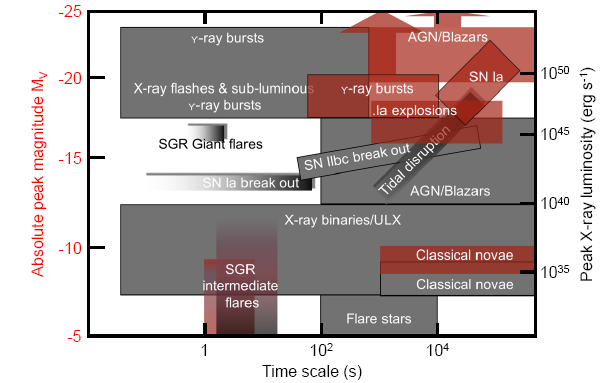 -25
-20
-15
-10
-5
Absolute peak magnitude Mv
γ-ray bursts
AGN/Blazars
SN Ia
X-ray flashes & sub-luminous
γ-ray bursts
γ-ray bursts
.Ia explosions
SGR Giant flares
SN IIbc break out
Tidal disruption
SN Ia break out
AGN/Blazars
X-ray binaries/ULX
SGR
intermediate
flares
Classical novae
Classical novae
Flare stars
10⁵⁰
10⁴⁵
10⁴⁰
10³⁵
Peak X-ray luminosity (erg s⁻¹)
1
10²
10⁴
Time scale (s)